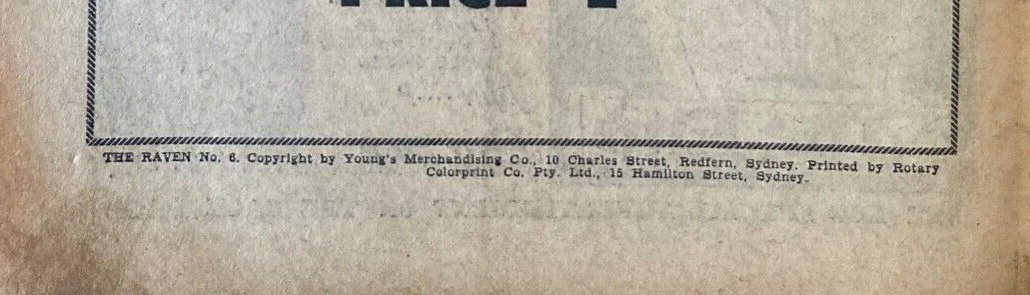 PRICE
THE RAVEN No. 6. Copyright by Young's Merchandising Co., 10 Charles Street, Redfern, Sydney. Printed by Rotary
Colorprint Co. Pty. Ltd., 15 Hamilton Street, Sydney.